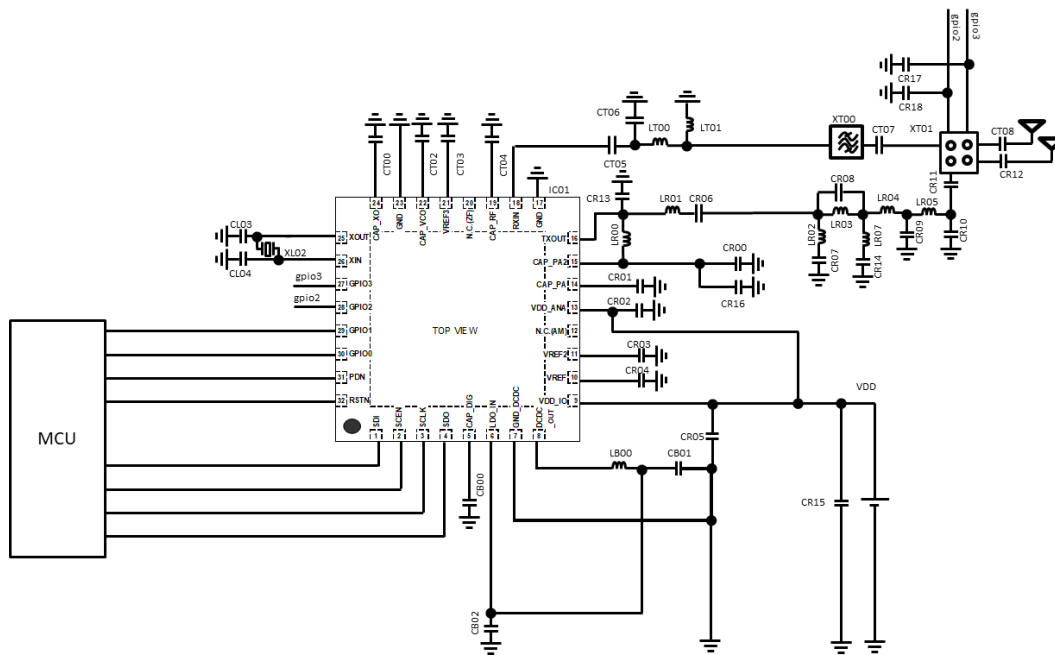 gpio2
gpio3
CR17
CR18
CT06
LT00
LT01
XT00
CT07
XT01
CT08
CR12
CT00
CT02
CT03
CT04
CT05
CR11
IC01
CR13
LR01
CR06
CR08
LR03
LR04
LR05
24
23
22
21
20
19
18
17
CAP_XO
GND
CAP_VCO
VREF3
N.C.(ZF)
CAP_RF
RXIN
GND
CL03
XL02
CL04
25 XOUT
26 XIN
gpio3
27 GPIO3
gpio2
28 GPIO2
29 GPIO1
30 GPIO0
31 PDN
32 RSTN
TOP VIEW
TXOUT 16
CAP_PA2 15
CAP_PA 14
VDD_ANA 13
N.C.(AM) 12
VREF2 11
VREF 10
VDD_IO 9
LR00
LR02
CR07
LR07
CR14
CR09
CR10
CR00
CR01
CR16
CR02
CR03
CR04
VDD
MCU
SDI
SCEN
SCLK
SDO
CAP_DIG
LDO_IN
GND_DCDC
DCDC
_OUT
1
2
3
4
5
6
7
8
CB00
LB00
CB01
CR05
CR15
CB02